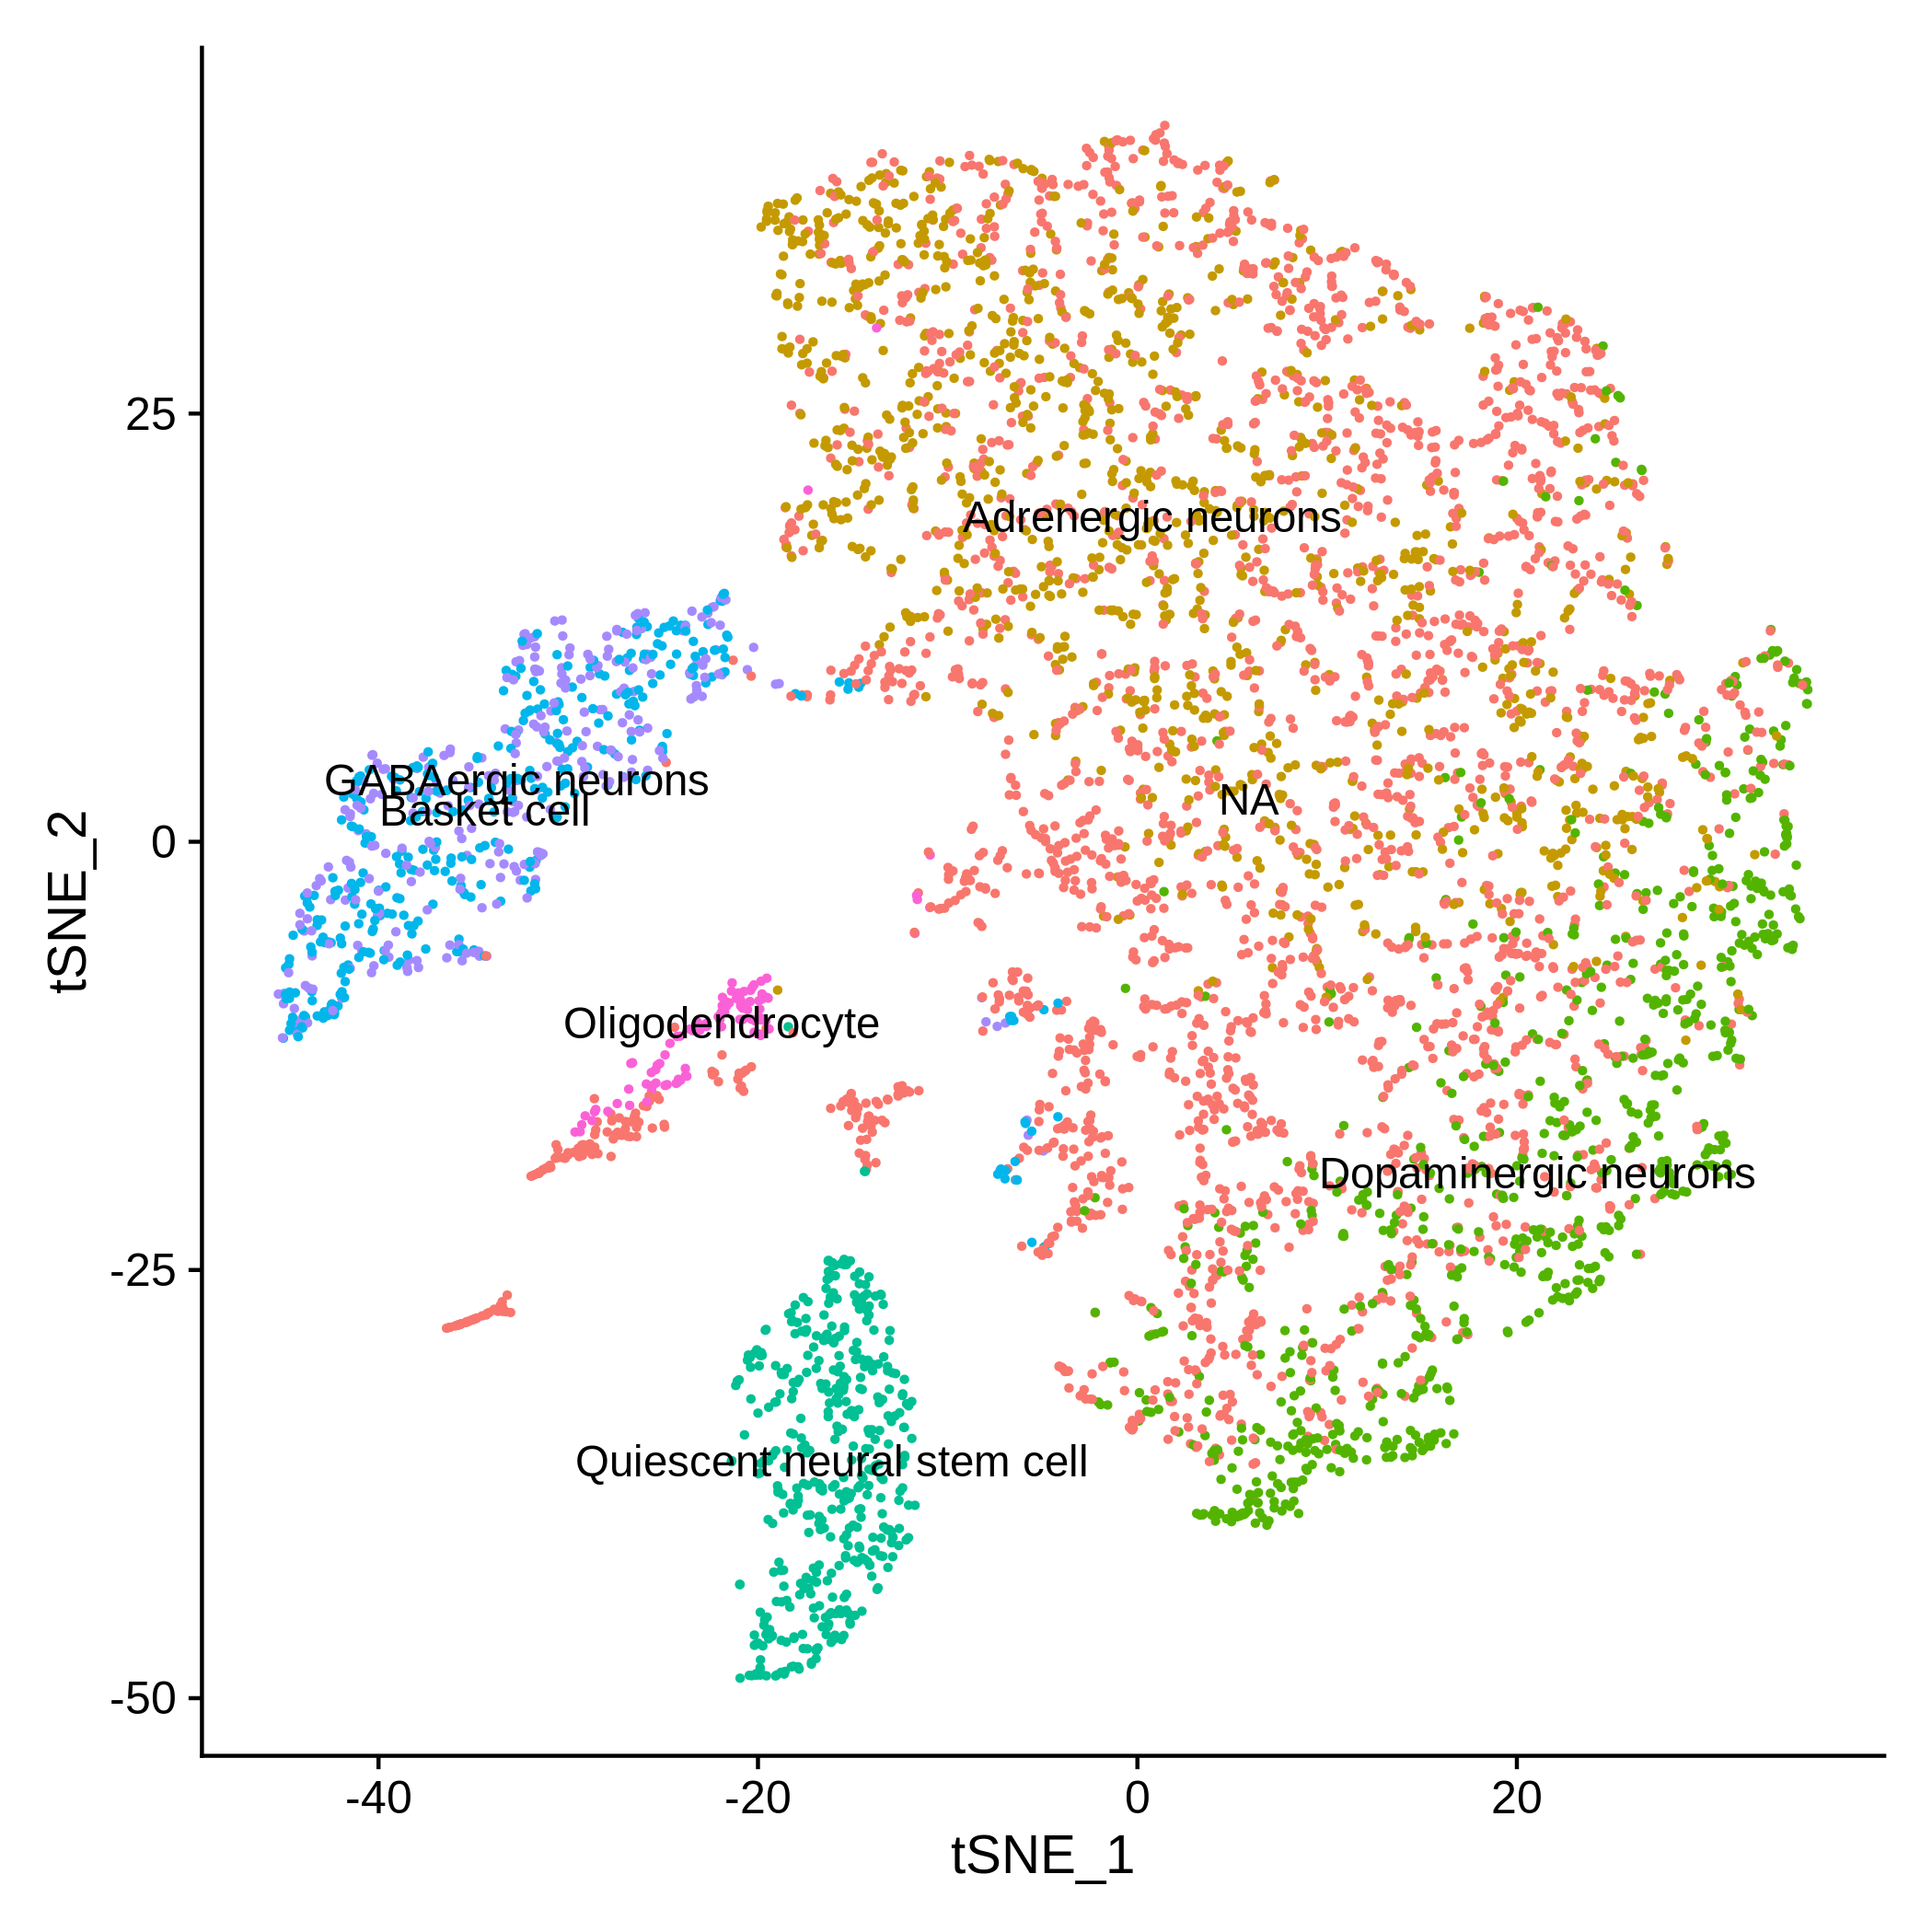 Adrenergic neurons
25
GABAergic neurons
Basket cell
NA
0
tSNE_2
Oligodendrocyte
Dopaminergic neurons
-25
Quiescent neural stem cell
-50
-40
-20
0
20
tSNE_1